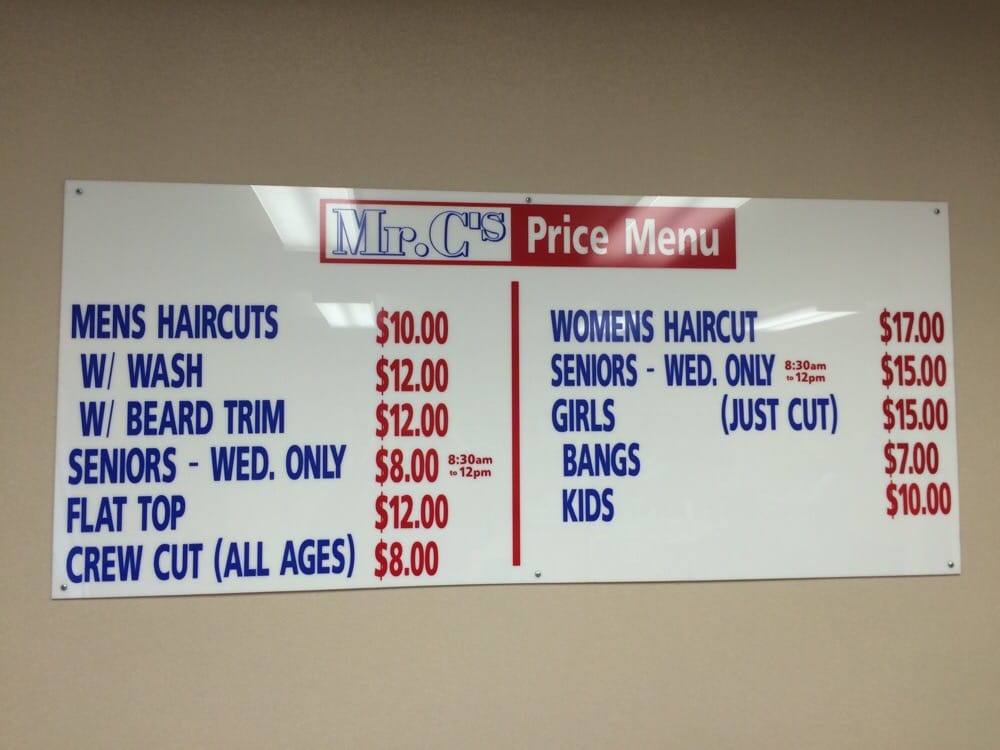 Mr. C's Price Menu
MENS HAIRCUTS $10.00
W/ WASH $12.00
W/ BEARD TRIM $12.00
SENIORS - WED. ONLY $8.00 8:30am to 12pm
FLAT TOP $12.00
CREW CUT (ALL AGES) $8.00
WOMENS HAIRCUT $17.00
SENIORS - WED. ONLY 8:30am to 12pm $15.00
GIRLS (JUST CUT) $15.00
BANGS $7.00
KIDS $10.00